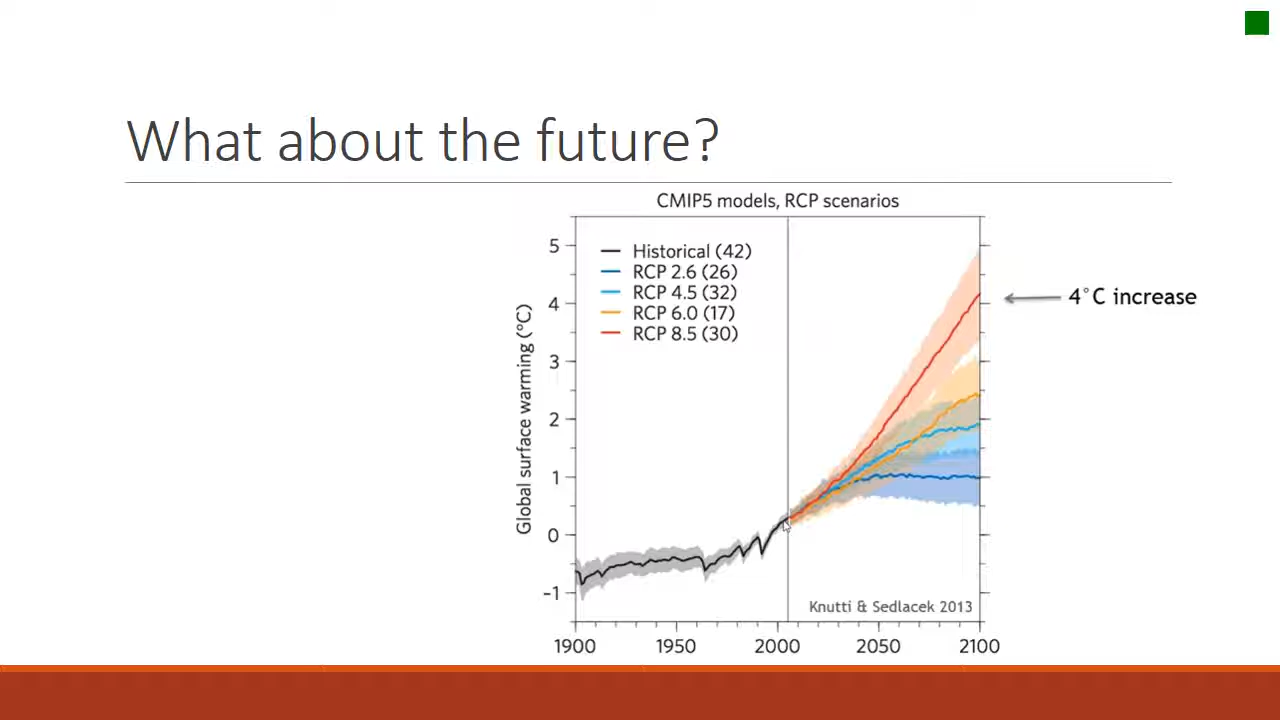 What about the future?
CMIP5 models, RCP scenarios
Historical (42)
RCP 2.6 (26)
RCP 4.5 (32)
RCP 6.0 (17)
RCP 8.5 (30)
4°C increase
Global surface warming (°C)
5
4
3
2
1
0
-1
Knutti & Sedlacek 2013
1900 1950 2000 2050 2100